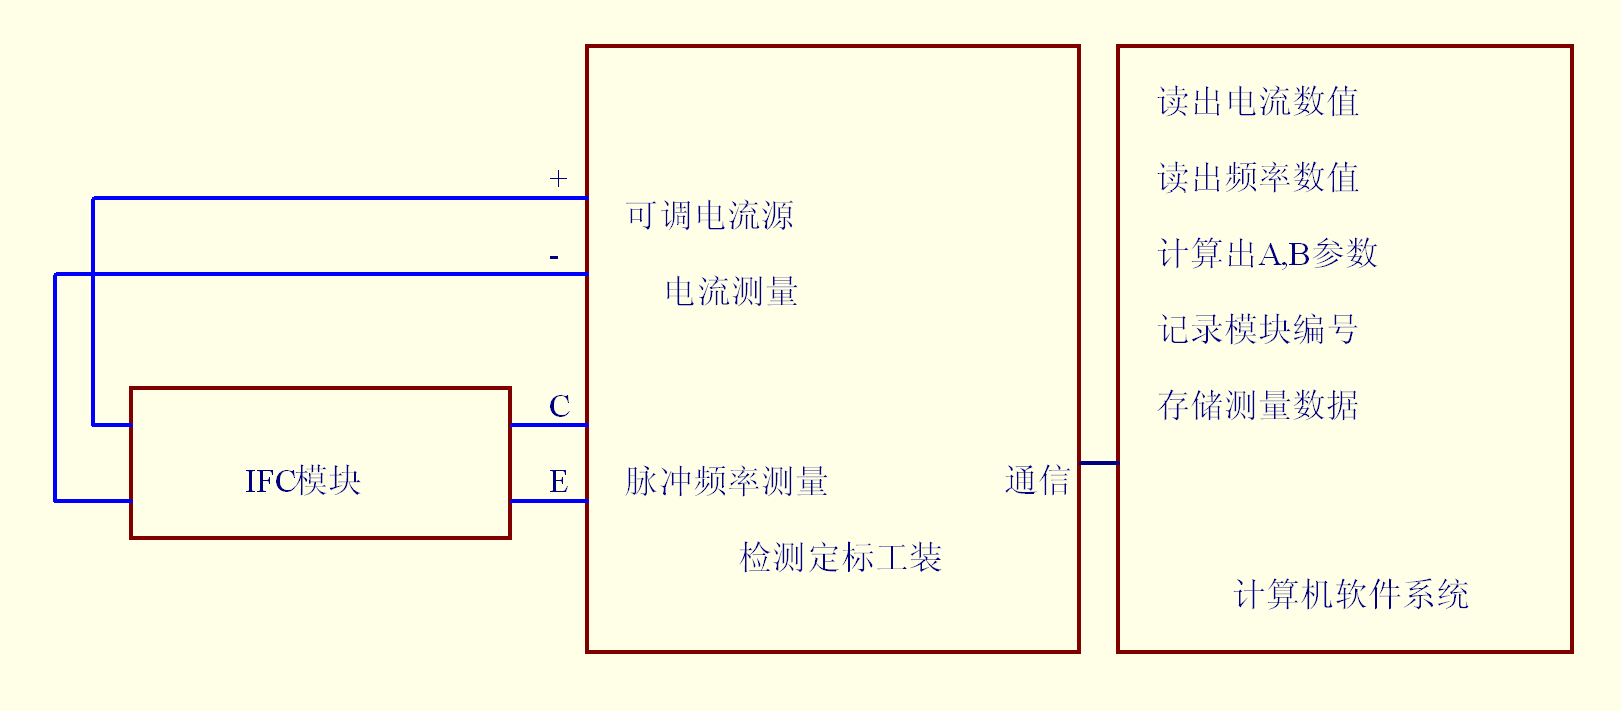 +
可调电流源
-
电流测量
C
IFC模块
E
脉冲频率测量
通信
检测定标工装
读出电流数值
读出频率数值
计算出A,B参数
记录模块编号
存储测量数据
计算机软件系统